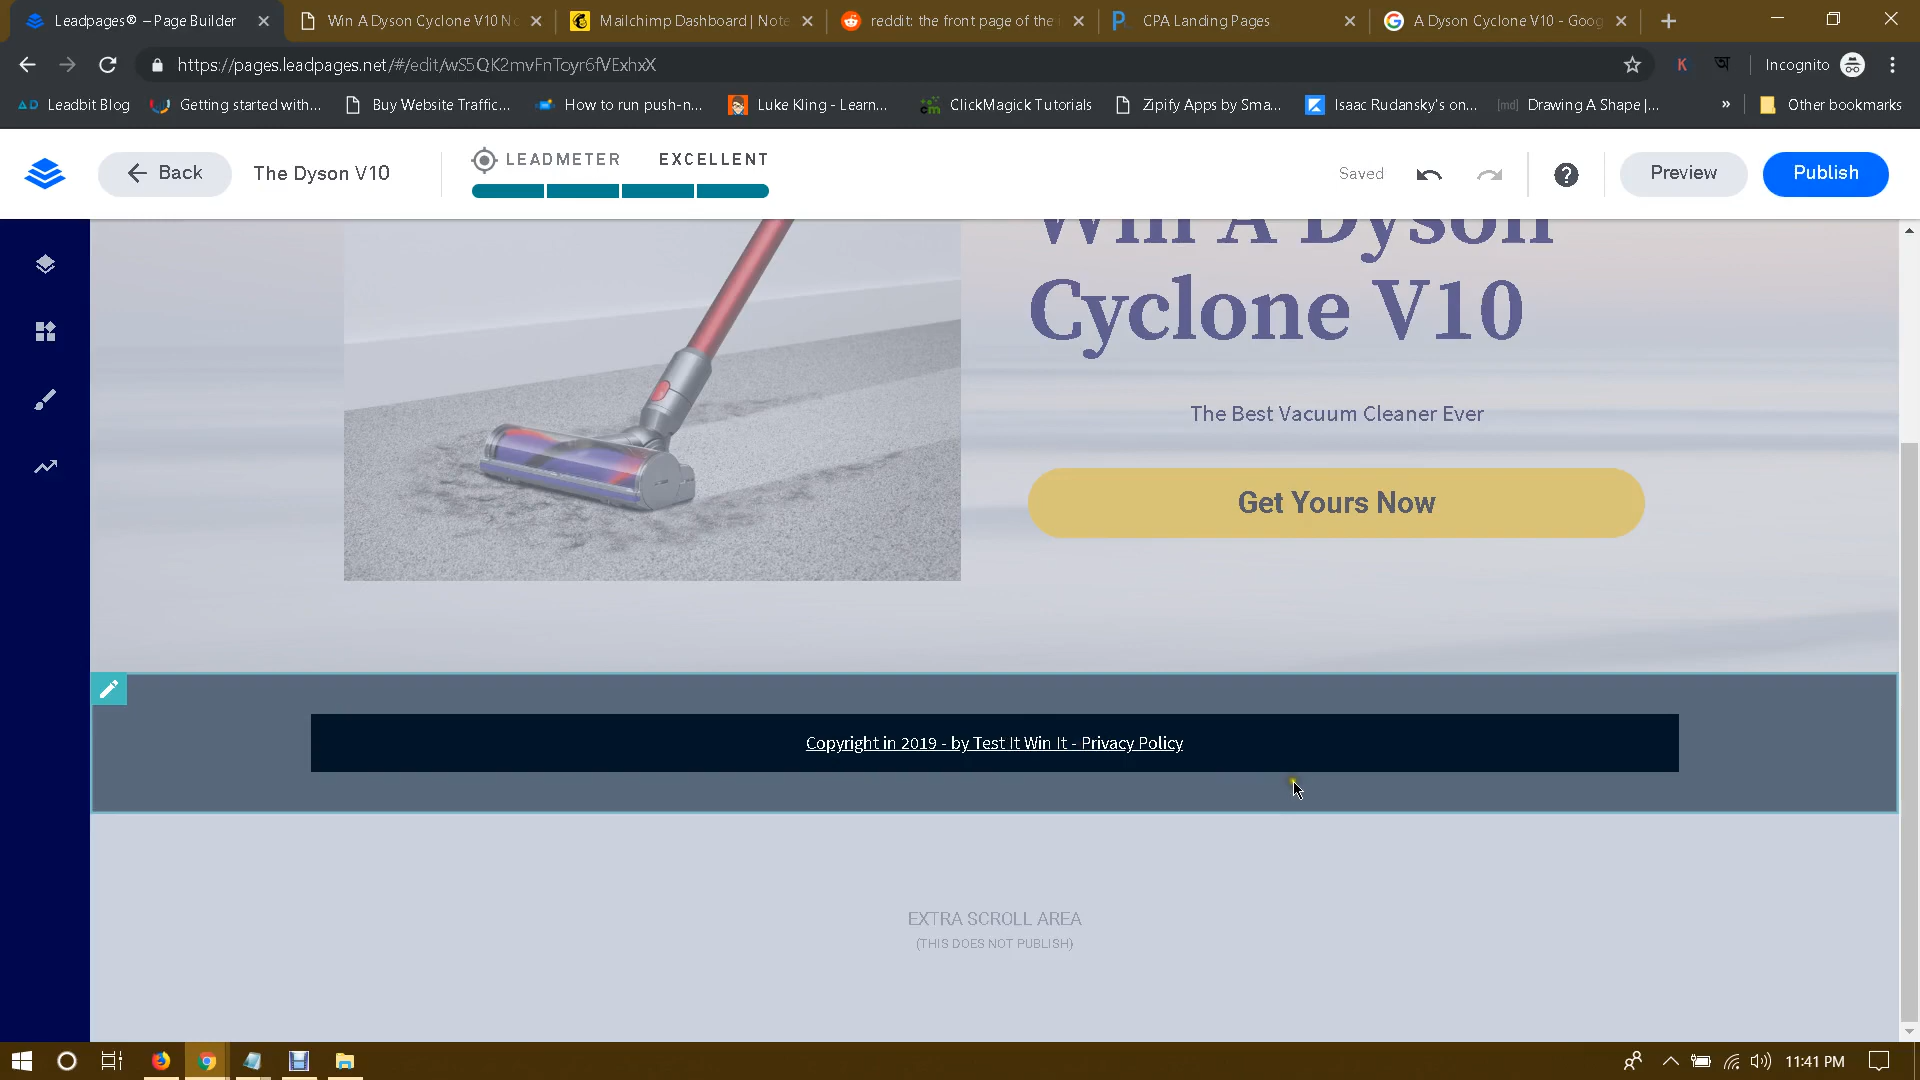 Leadpages® – Page Builder
Win A Dyson Cyclone V10 N
Mailchimp Dashboard | Note
reddit: the front page of the i
CPA Landing Pages
A Dyson Cyclone V10 - Goog
https://pages.leadpages.net/#/edit/wS5QK2mvFnToyr6fVExhxX
K
অ
Incognito
Leadbit Blog
Getting started with...
Buy Website Traffic...
How to run push-n...
Luke Kling - Learn...
cm
ClickMagick Tutorials
Zipify Apps by Sma...
Isaac Rudansky's on...
[md]
Drawing A Shape |...
»
Other bookmarks
Back
The Dyson V10
LEADMETER
EXCELLENT
Saved
Preview
Publish
Win A Dyson
Cyclone V10
The Best Vacuum Cleaner Ever
Get Yours Now
Copyright in 2019 - by Test It Win It - Privacy Policy
EXTRA SCROLL AREA
(THIS DOES NOT PUBLISH)
11:41 PM